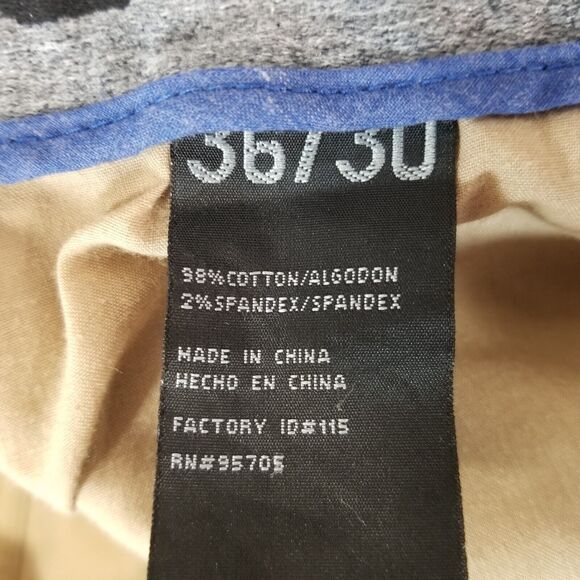 36/30
98%COTTON/ALGODON
2%SPANDEX/SPANDEX
MADE IN CHINA
HECHO EN CHINA
FACTORY ID#115
RN#95705